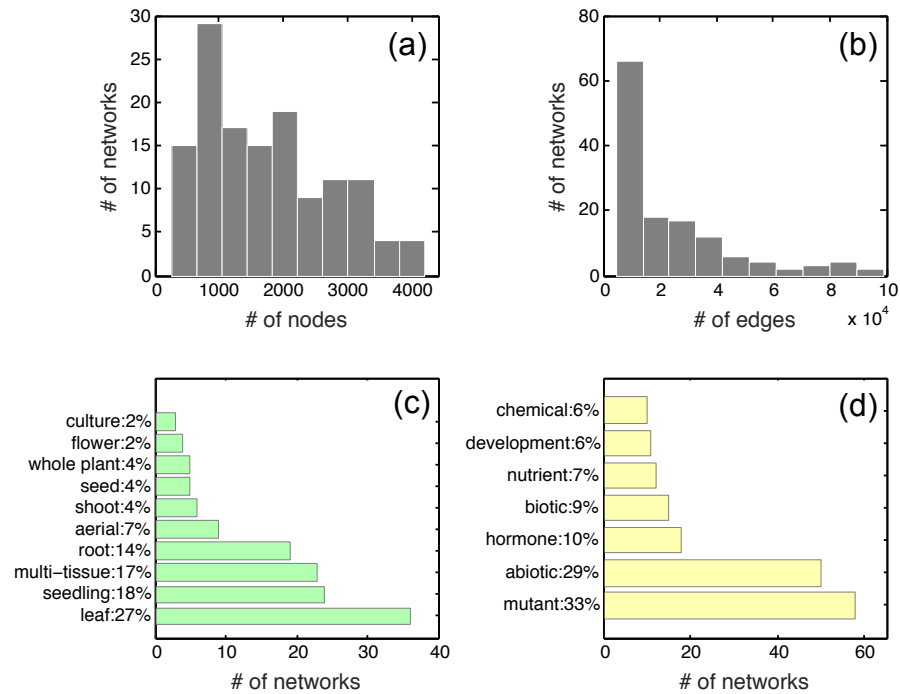 (a)
# of networks
30
25
20
15
10
5
0
0 1000 2000 3000 4000
# of nodes
(b)
# of networks
80
60
40
20
0
0 2 4 6 8 10
# of edges x 10^4
(c)
culture:2%
flower:2%
whole plant:4%
seed:4%
shoot:4%
aerial:7%
root:14%
multi−tissue:17%
seedling:18%
leaf:27%
0 10 20 30 40
# of networks
(d)
chemical:6%
development:6%
nutrient:7%
biotic:9%
hormone:10%
abiotic:29%
mutant:33%
0 20 40 60
# of networks